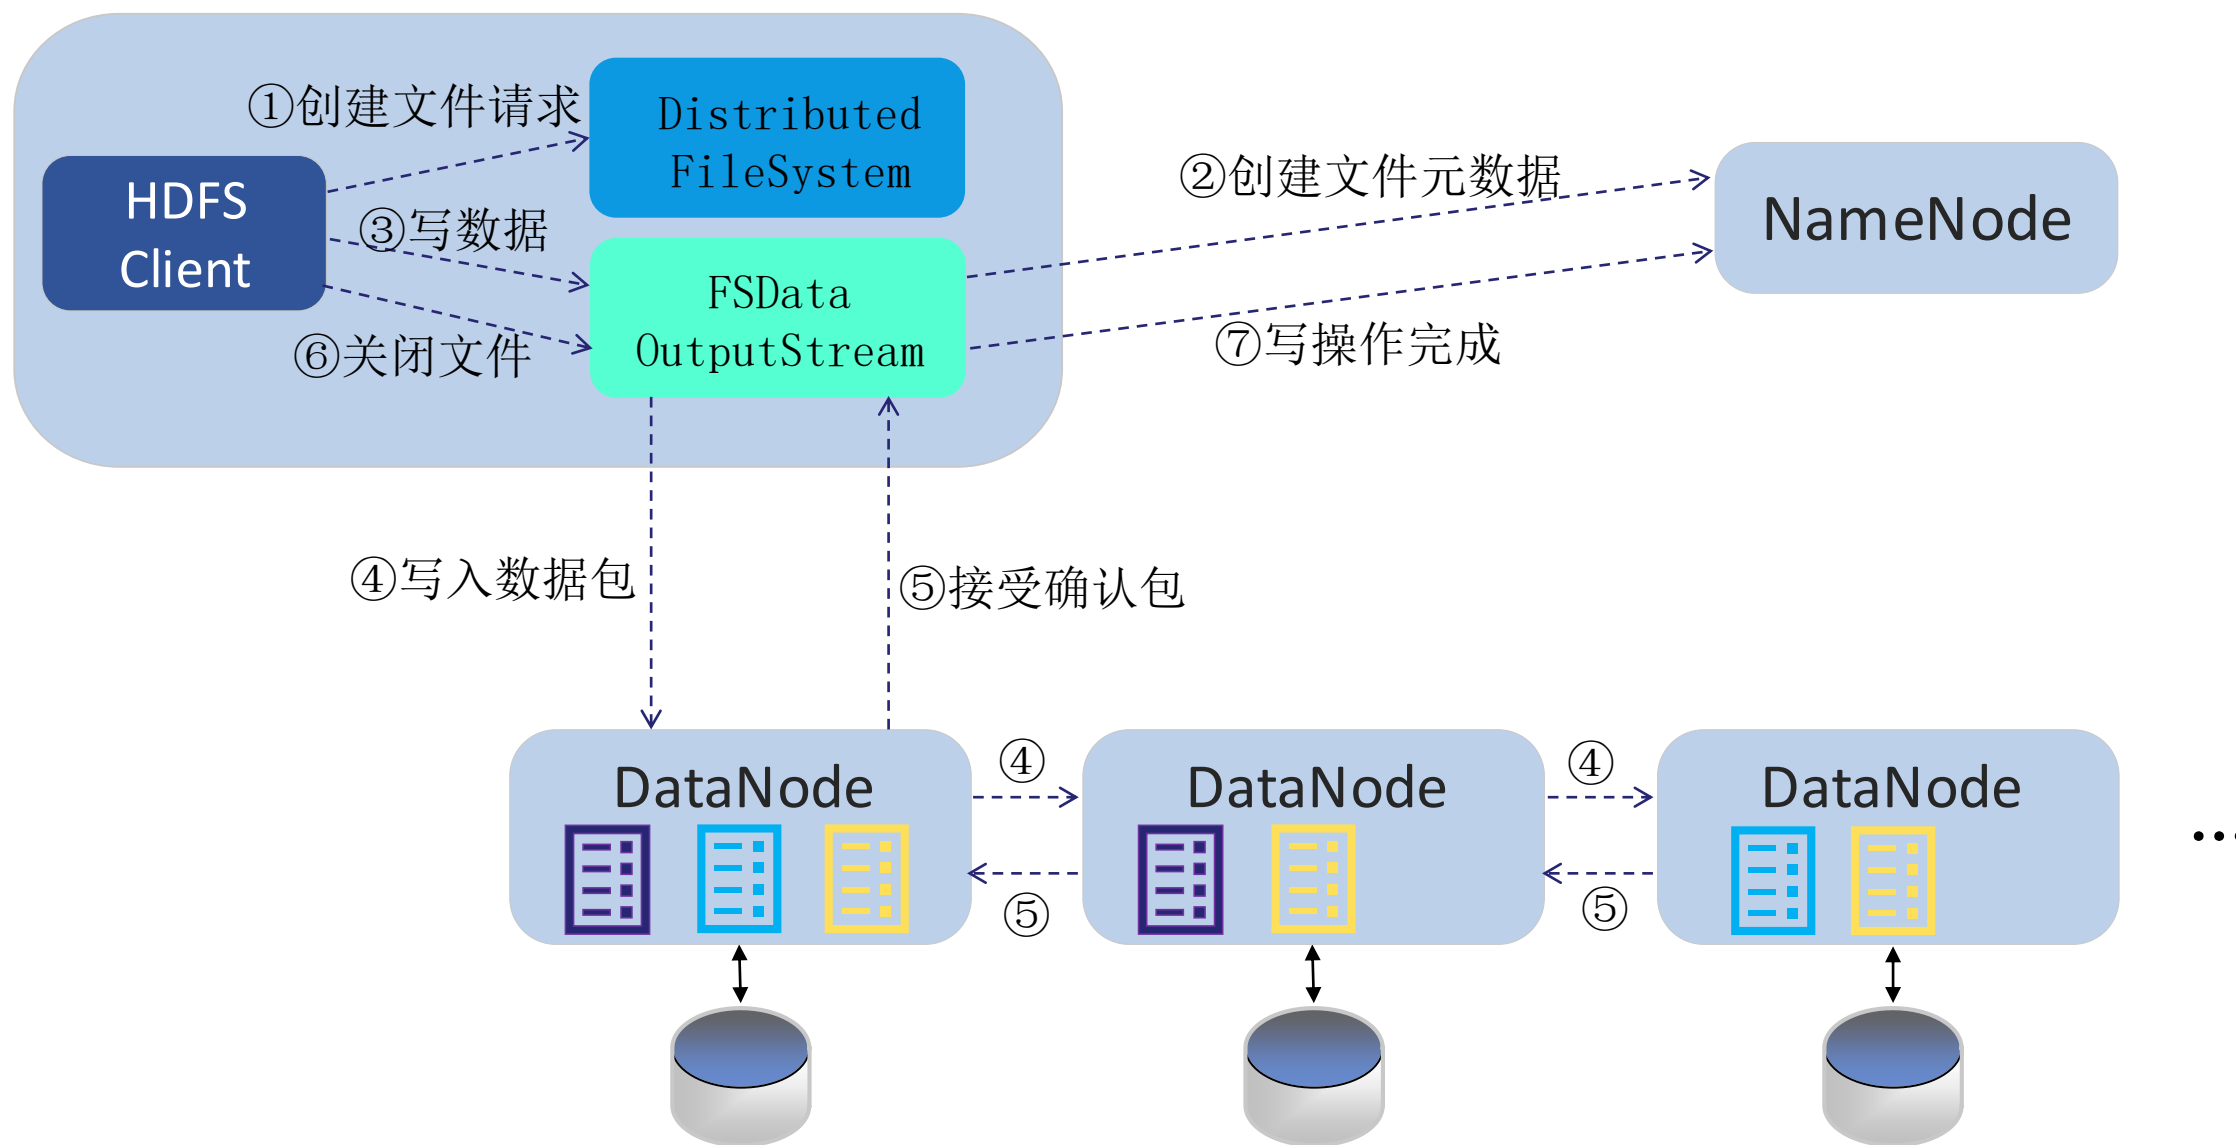 ①创建文件请求
Distributed
FileSystem
②创建文件元数据
HDFS
Client
NameNode
③写数据
FSData
OutputStream
⑥关闭文件
⑦写操作完成
④写入数据包
⑤接受确认包
DataNode
④
DataNode
④
DataNode
⑤
⑤
...